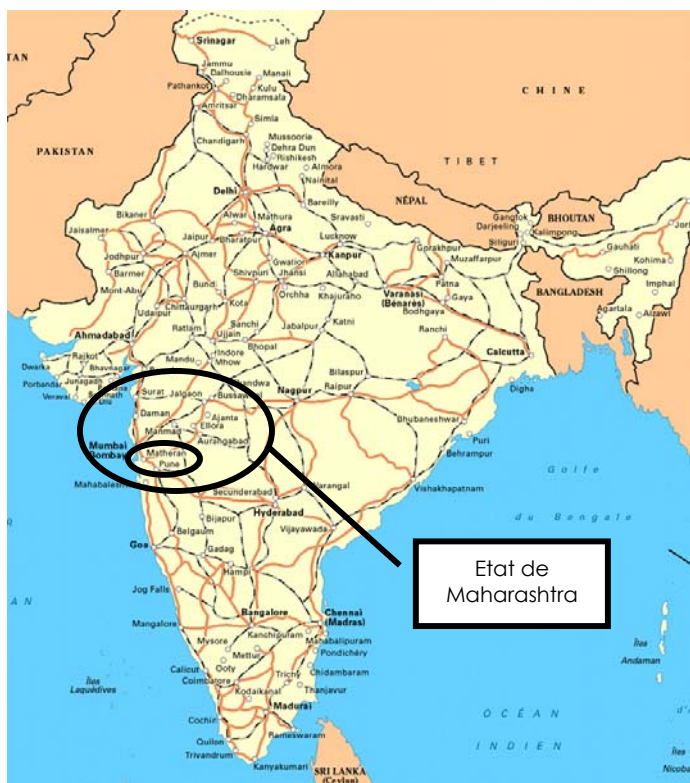 Srinagar
Leh
TAN
Jammu
Dalhousie
Manali
Pathankot
Kulu
Dharamsala
CHINE
Amritsar
Simla
Chandigarh
Mussoorie
Dehra Dun
Rishikesh
PAKISTAN
Hardwar
Almora
TIBET
Nainital
Delhi
Bareilly
NÉPAL
Gangtok
BHOUTAN
Bikaner
Alwar
Mathura
Sravasti
Darjeeling
Kalimpong
Jor
Jaisalmer
Jaipur
Agra
Lucknow
Siliguri
Gauhati
Bharatpur
Gorakhpur
Kohima
Jodhpur
Ajmer
Gwalior
Kanpur
Muzaffarpur
Shillong
Barmer
Shivpuri
Jhansi
Allahabad
Patna
Imphal
Mont-Abu
Bundi
Kota
Orchha
Khajuraho
Varanasi
(Bénarès)
Gaya
BANGLADESH
Udaipur
Chittaurgarh
Bodhgaya
Agartala
Aizawl
Ahmadabad
Ratlam
Sanchi
Ujjain
Jabalpur
Katni
Ranchi
Bhopal
Calcutta
Dwarka
Rajkot
Indore
Mhow
Mandu
Bhavnagar
Bilaspur
Porbandar
Junagadh
Veraval
Diu
Surat
Jalgaon
Nagpur
Raipur
Digha
Daman
Ajanta
Bhubaneshwar
Manmad
Ellora
Mumbai
Aurangabad
Puri
Matheran
Behrampur
Pune
Golfe
Secunderabad
Vishakhapatnam
Hyderabad
du Bengale
Bijapur
Vijayawada
Belgaum
Goa
Gadag
Hampi
Etat de
Maharashtra
AN
Jog Falls
Bangalore
Chennai
(Madras)
Mangalore
Kanchipuram
Mahabalipuram
Îles
Andaman
Mysore
Mettur
Pondichéry
Calicut
Ooty
Trichy
Chidambaram
Îles
Laquédives
Coimbatore
Thanjavur
Kodaikanal
Madurai
OCÉAN
Cochin
INDIEN
Quilon
Rameswaram
Trivandrum
Îles
Nicobar
Kanyakumari
SRI LANKA
(Ceylan)